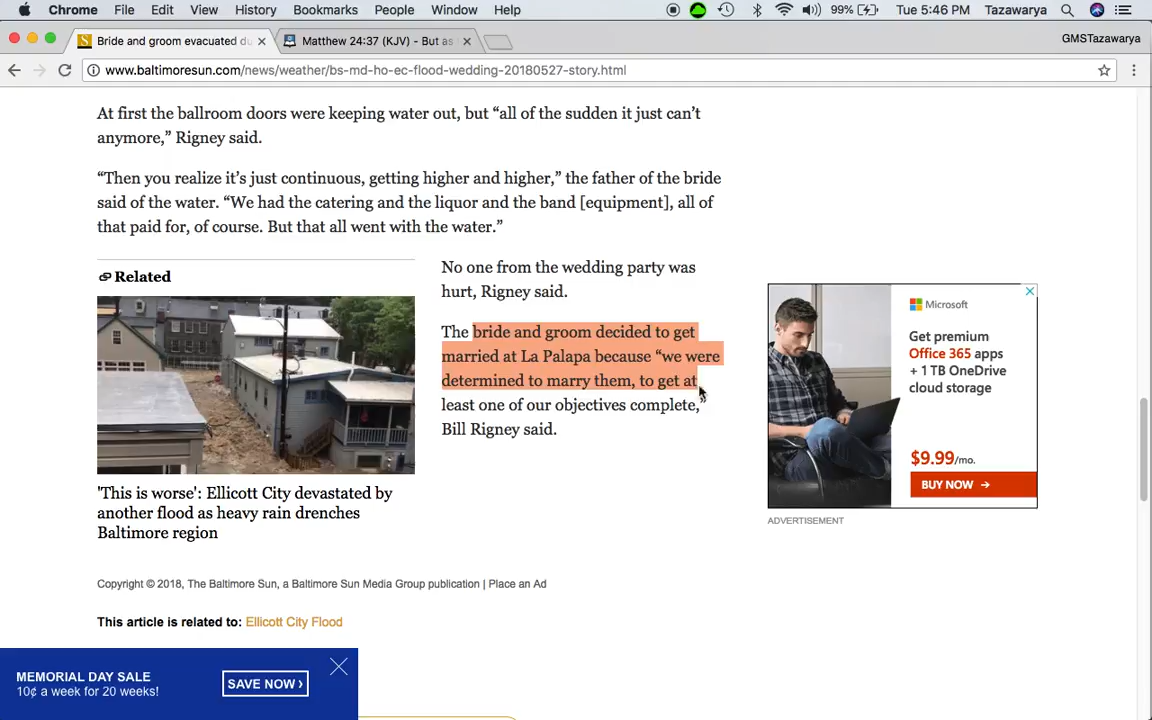 Chrome File Edit View History Bookmarks People Window Help 99% Tue 5:46 PM Tazawarya
Bride and groom evacuated du
Matthew 24:37 (KJV) - But as
GMSTazawarya
www.baltimoresun.com/news/weather/bs-md-ho-ec-flood-wedding-20180527-story.html
At first the ballroom doors were keeping water out, but “all of the sudden it just can’t
anymore,” Rigney said.
“Then you realize it’s just continuous, getting higher and higher,” the father of the bride
said of the water. “We had the catering and the liquor and the band [equipment], all of
that paid for, of course. But that all went with the water.”
Related
'This is worse': Ellicott City devastated by
another flood as heavy rain drenches
Baltimore region
No one from the wedding party was
hurt, Rigney said.
The bride and groom decided to get
married at La Palapa because “we were
determined to marry them, to get at
least one of our objectives complete,”
Bill Rigney said.
Microsoft
Get premium
Office 365 apps
+ 1 TB OneDrive
cloud storage
$9.99/mo.
BUY NOW →
ADVERTISEMENT
Copyright © 2018, The Baltimore Sun, a Baltimore Sun Media Group publication | Place an Ad
This article is related to: Ellicott City Flood
MEMORIAL DAY SALE
10¢ a week for 20 weeks!
SAVE NOW ›